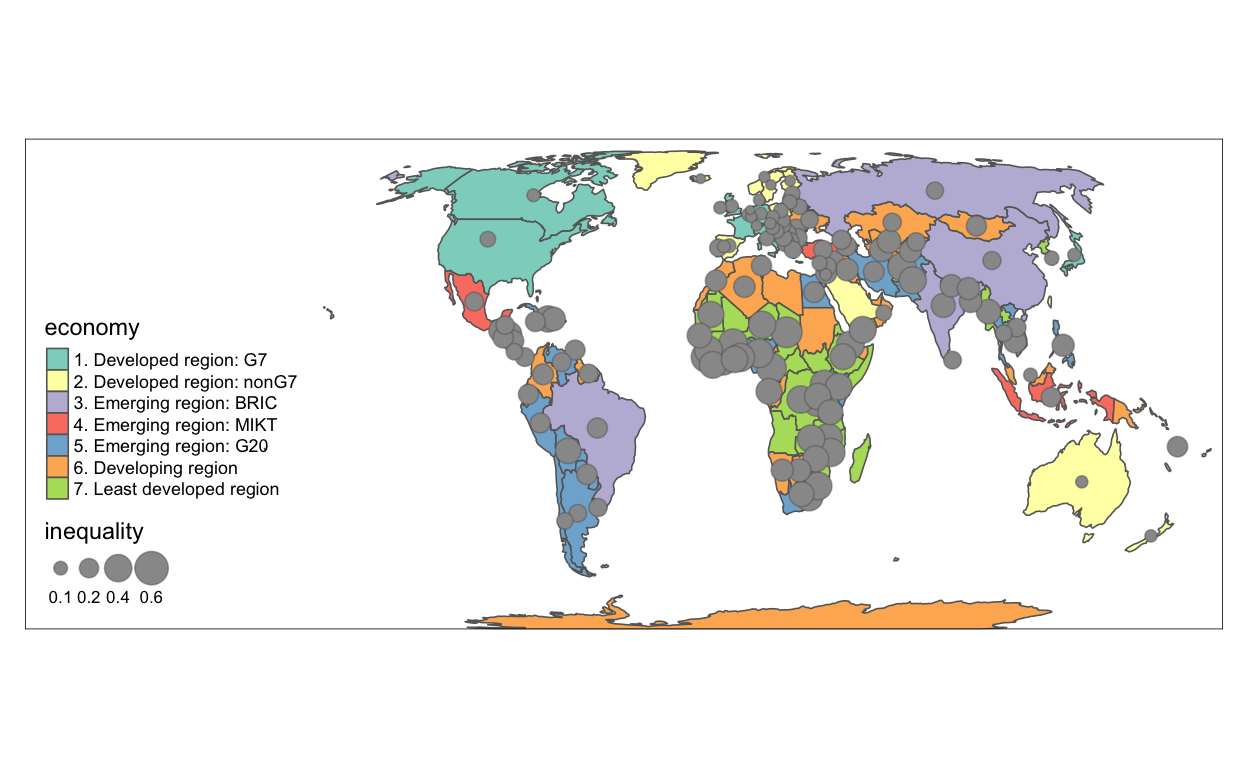 economy
1. Developed region: G7
2. Developed region: nonG7
3. Emerging region: BRIC
4. Emerging region: MIKT
5. Emerging region: G20
6. Developing region
7. Least developed region
inequality
0.1 0.2 0.4 0.6